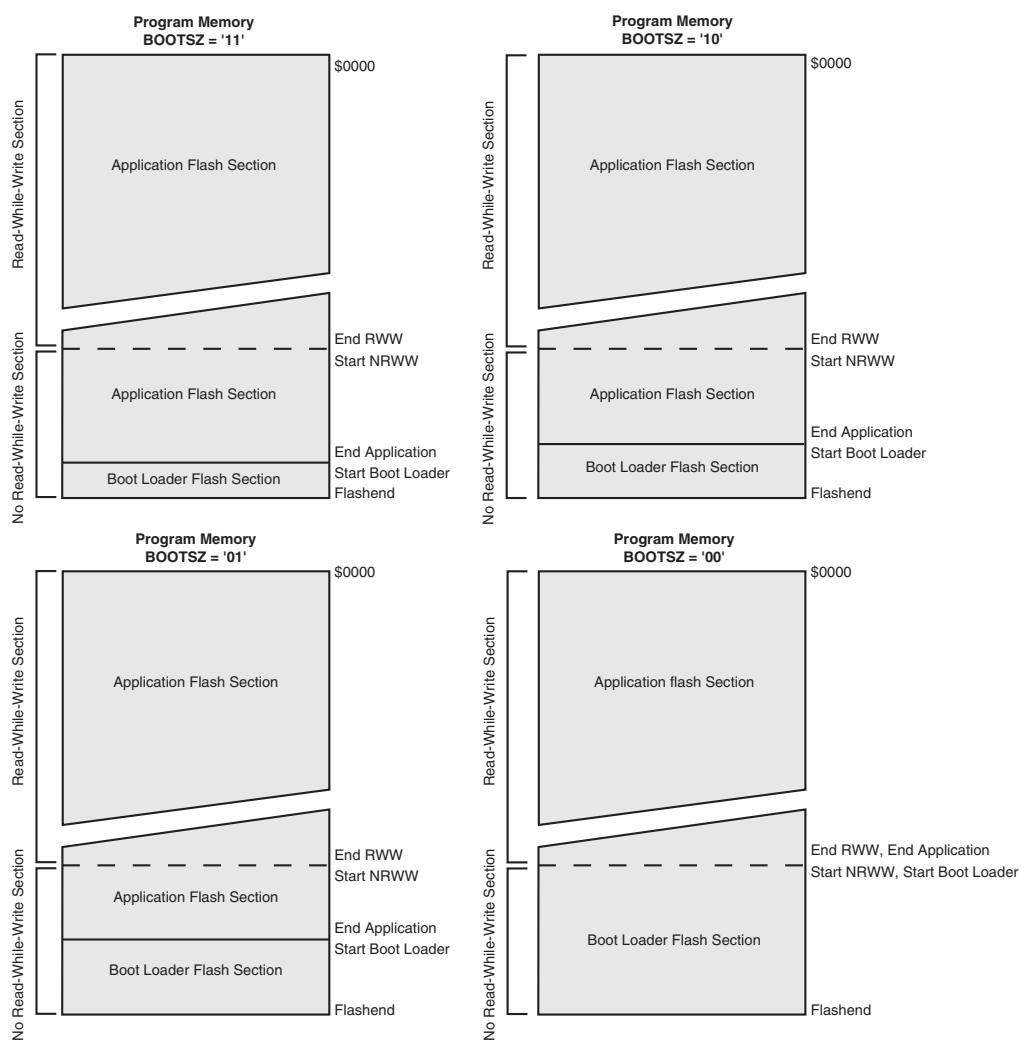 Program Memory
BOOTSZ = '11'
$0000
Read-While-Write Section
Application Flash Section
End RWW
Start NRWW
No Read-While-Write Section
Application Flash Section
End Application
Start Boot Loader
Boot Loader Flash Section
Flashend
Program Memory
BOOTSZ = '10'
$0000
Read-While-Write Section
Application Flash Section
End RWW
Start NRWW
No Read-While-Write Section
Application Flash Section
End Application
Start Boot Loader
Boot Loader Flash Section
Flashend
Program Memory
BOOTSZ = '01'
$0000
Read-While-Write Section
Application Flash Section
End RWW
Start NRWW
No Read-While-Write Section
Application Flash Section
End Application
Start Boot Loader
Boot Loader Flash Section
Flashend
Program Memory
BOOTSZ = '00'
$0000
Read-While-Write Section
Application flash Section
End RWW, End Application
Start NRWW, Start Boot Loader
No Read-While-Write Section
Boot Loader Flash Section
Flashend